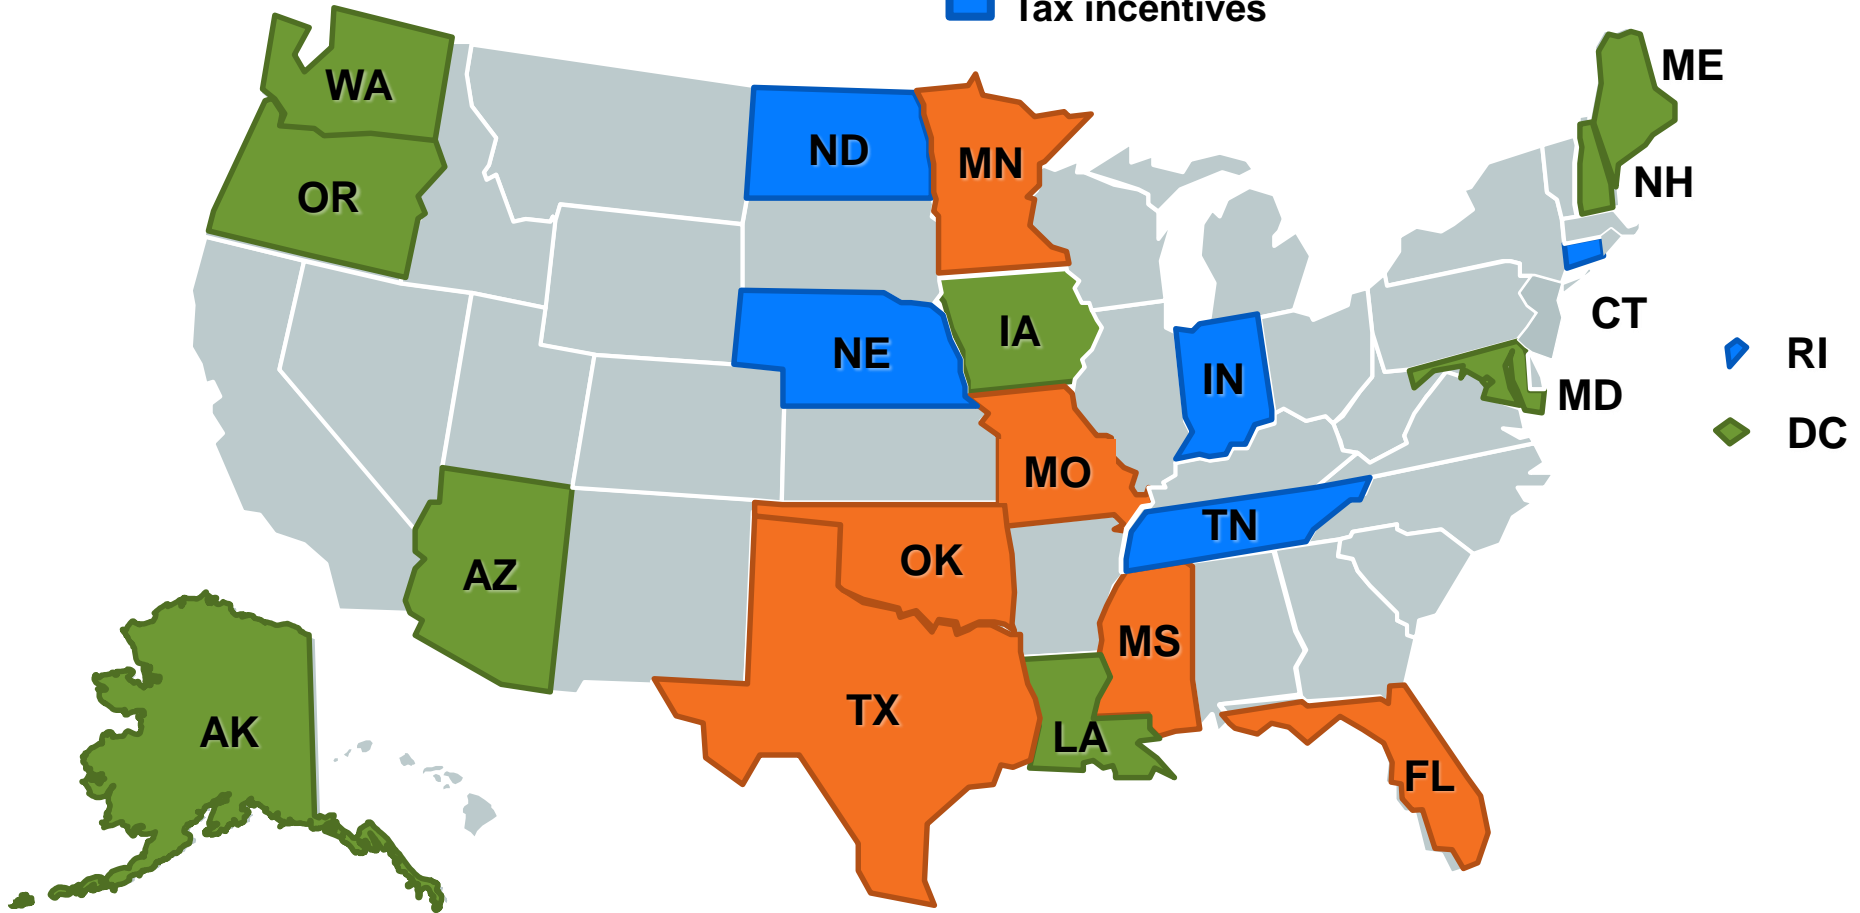 Tax incentives
WA
ME
ND
MN
NH
OR
CT
IA
NE
RI
IN
MD
DC
MO
TN
OK
AZ
MS
TX
AK
LA
FL